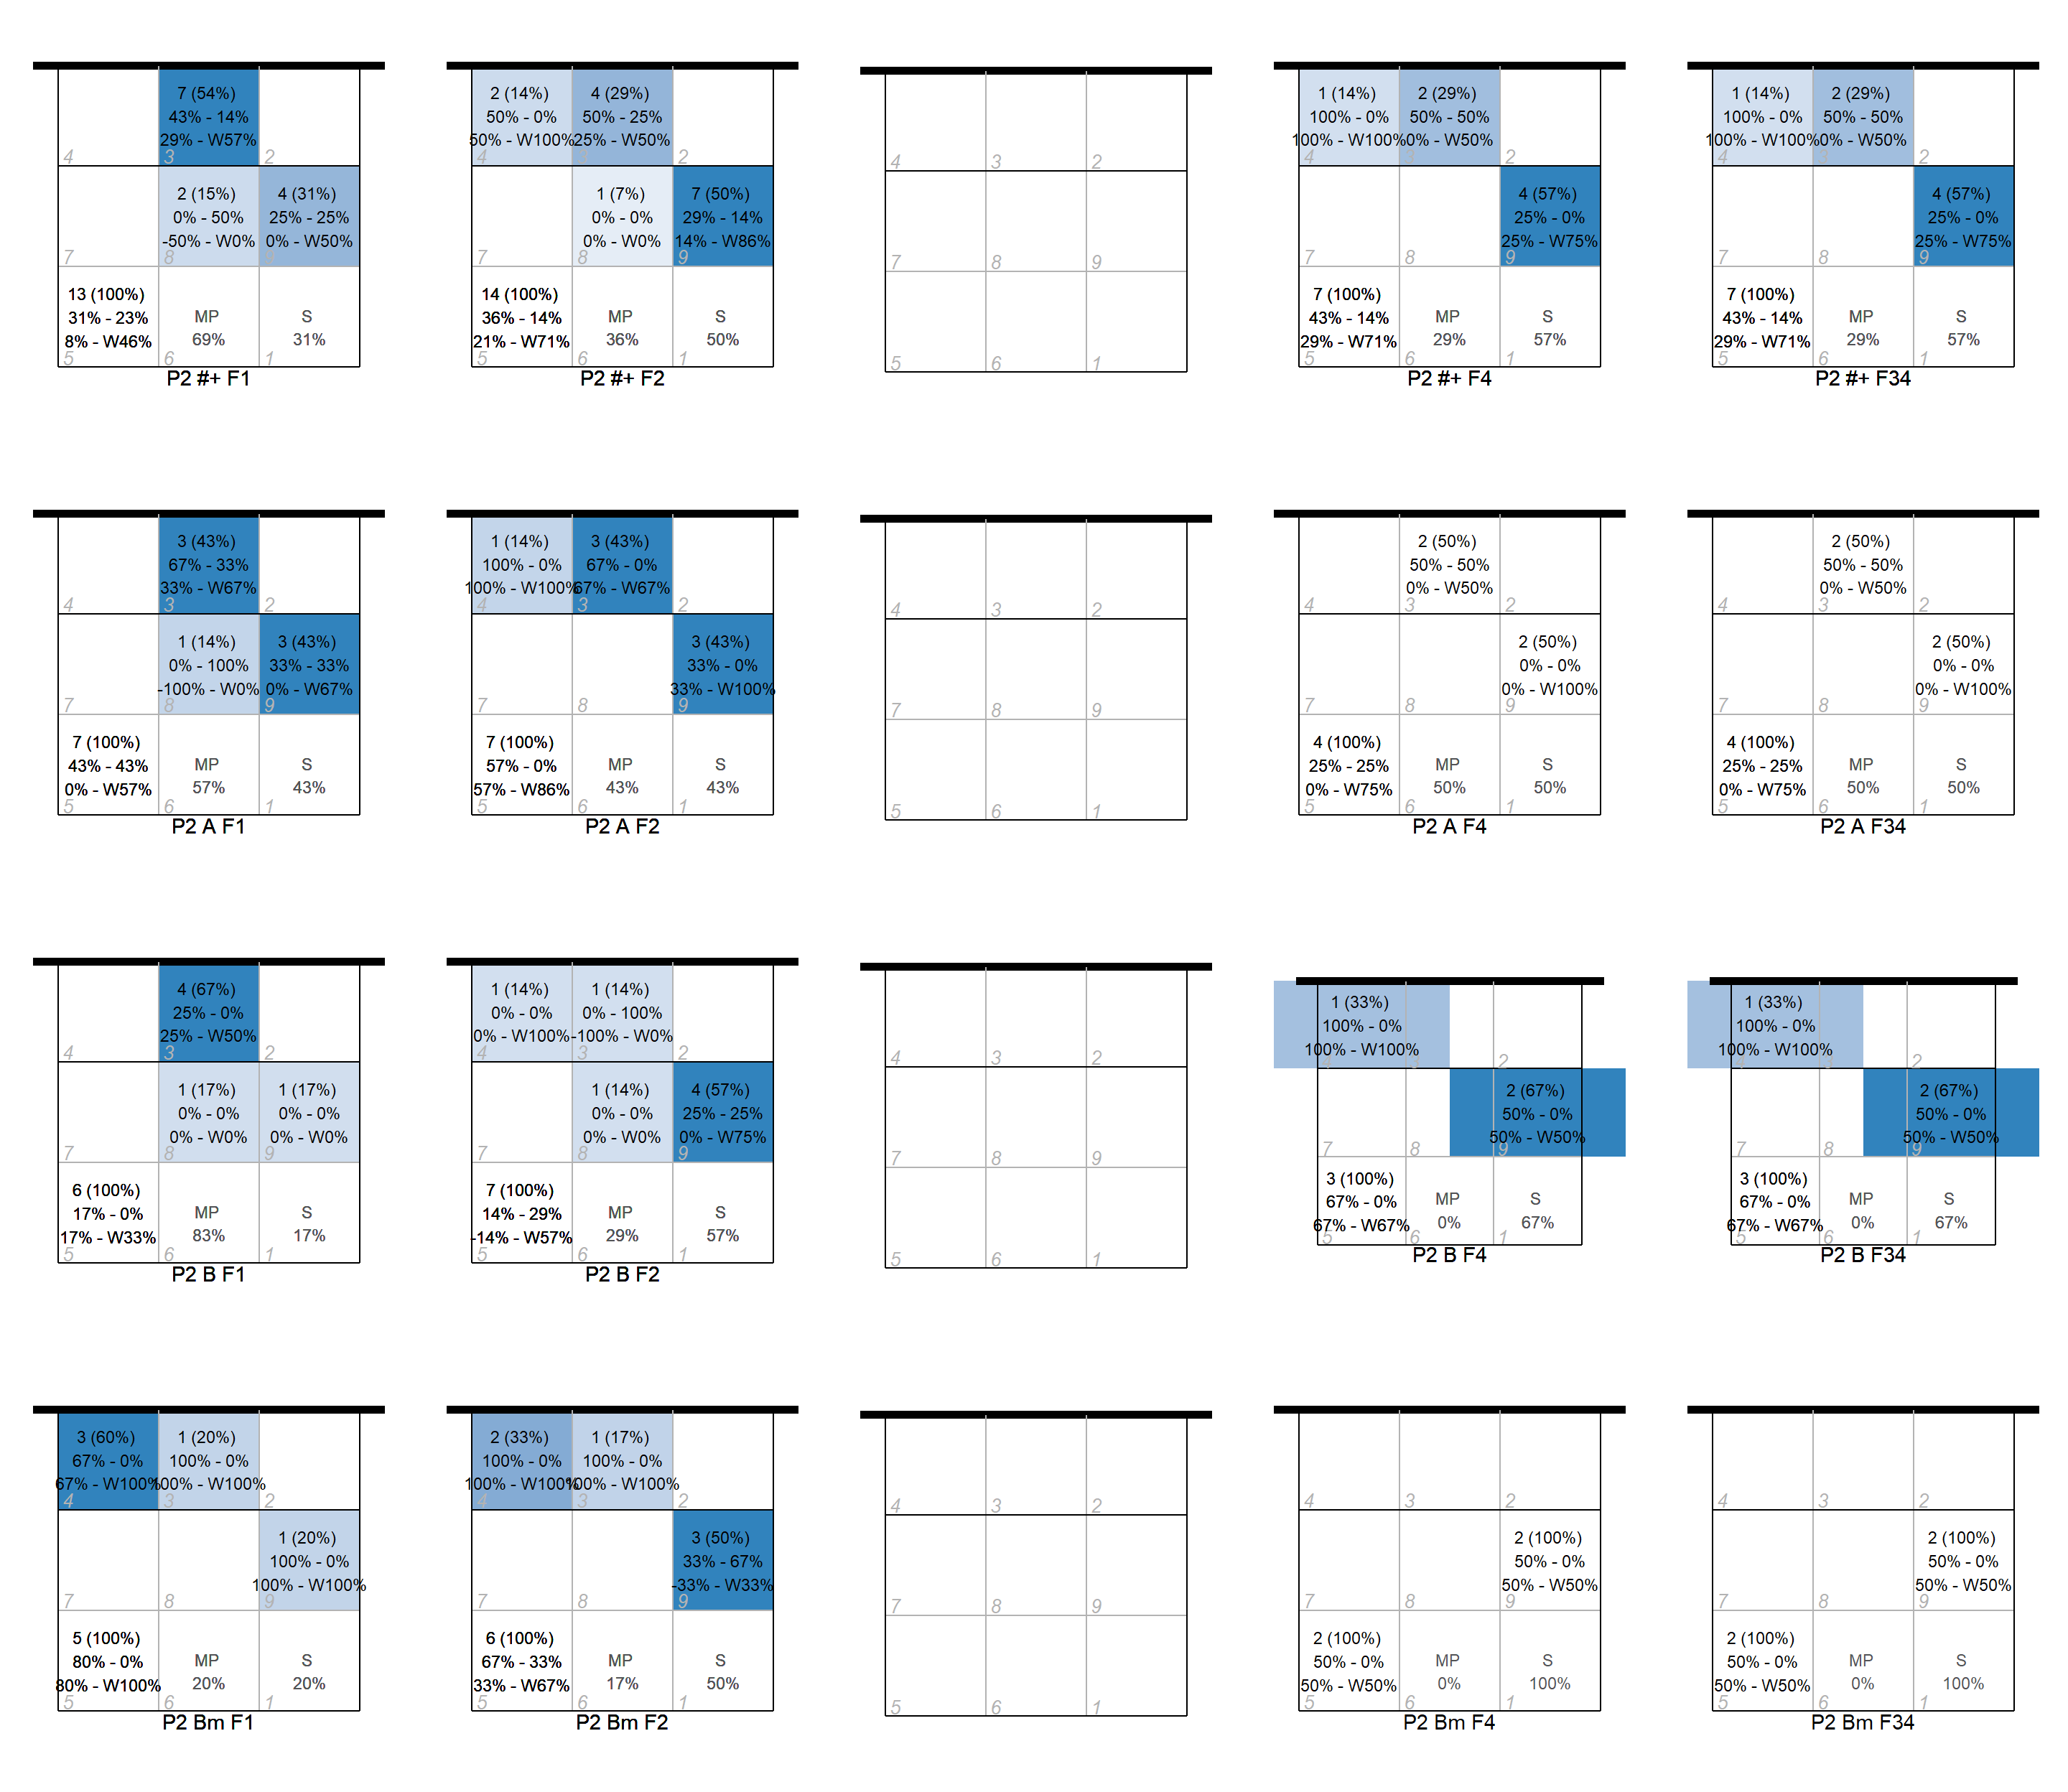 7 (54%)
43% - 14%
29% - W57%
4
3
2
2 (15%)
0% - 50%
-50% - W0%
4 (31%)
25% - 25%
0% - W50%
7
8
9
13 (100%)
31% - 23%
8% - W46%
MP
69%
S
31%
5
6
1
P2 #+ F1
2 (14%)
50% - 0%
50% - W100%
4 (29%)
50% - 25%
25% - W50%
4
2
1 (7%)
0% - 0%
0% - W0%
7 (50%)
29% - 14%
14% - W86%
7
8
9
14 (100%)
36% - 14%
21% - W71%
MP
36%
S
50%
5
6
1
P2 #+ F2
4
3
2
7
8
9
5
6
1
1 (14%)
100% - 0%
100% - W100%
2 (29%)
50% - 50%
0% - W50%
4
2
4 (57%)
25% - 0%
25% - W75%
7
8
9
7 (100%)
43% - 14%
29% - W71%
MP
29%
S
57%
5
6
1
P2 #+ F4
1 (14%)
100% - 0%
100% - W100%
2 (29%)
50% - 50%
0% - W50%
4
2
4 (57%)
25% - 0%
25% - W75%
7
8
9
7 (100%)
43% - 14%
29% - W71%
MP
29%
S
57%
5
6
1
P2 #+ F34
3 (43%)
67% - 33%
33% - W67%
4
3
2
1 (14%)
0% - 100%
-100% - W0%
3 (43%)
33% - 33%
0% - W67%
7
8
9
7 (100%)
43% - 43%
0% - W57%
MP
57%
S
43%
5
6
1
P2 A F1
1 (14%)
100% - 0%
100% - W100%
3 (43%)
67% - 0%
67% - W67%
4
3
2
3 (43%)
33% - 0%
33% - W100%
7
8
9
7 (100%)
57% - 0%
57% - W86%
MP
43%
S
43%
5
6
1
P2 A F2
4
3
2
7
8
9
5
6
1
2 (50%)
50% - 50%
0% - W50%
4
3
2
2 (50%)
0% - 0%
0% - W100%
7
8
9
4 (100%)
25% - 25%
0% - W75%
MP
50%
S
50%
5
6
1
P2 A F4
2 (50%)
50% - 50%
0% - W50%
4
3
2
2 (50%)
0% - 0%
0% - W100%
7
8
9
4 (100%)
25% - 25%
0% - W75%
MP
50%
S
50%
5
6
1
P2 A F34
4 (67%)
25% - 0%
25% - W50%
4
3
2
1 (17%)
0% - 0%
0% - W0%
1 (17%)
0% - 0%
0% - W0%
7
8
9
6 (100%)
17% - 0%
17% - W33%
MP
83%
S
17%
5
6
1
P2 B F1
1 (14%)
0% - 0%
0% - W100%
1 (14%)
0% - 100%
-100% - W0%
4
3
2
1 (14%)
0% - 0%
0% - W0%
4 (57%)
25% - 25%
0% - W75%
7
8
9
7 (100%)
14% - 29%
-14% - W57%
MP
29%
S
57%
5
6
1
P2 B F2
4
3
2
7
8
9
5
6
1
1 (33%)
100% - 0%
100% - W100%
2
2 (67%)
50% - 0%
50% - W50%
7
8
9
3 (100%)
67% - 0%
67% - W67%
MP
0%
S
67%
5
6
1
P2 B F4
1 (33%)
100% - 0%
100% - W100%
2
2 (67%)
50% - 0%
50% - W50%
7
8
9
3 (100%)
67% - 0%
67% - W67%
MP
0%
S
67%
5
6
1
P2 B F34
3 (60%)
67% - 0%
67% - W100%
1 (20%)
100% - 0%
100% - W100%
4
3
2
1 (20%)
100% - 0%
100% - W100%
7
8
9
5 (100%)
80% - 0%
80% - W100%
MP
20%
S
20%
5
6
1
P2 Bm F1
2 (33%)
100% - 0%
100% - W100%
1 (17%)
100% - 0%
100% - W100%
4
3
2
3 (50%)
33% - 67%
-33% - W33%
7
8
9
6 (100%)
67% - 33%
33% - W67%
MP
17%
S
50%
5
6
1
P2 Bm F2
4
3
2
7
8
9
5
6
1
4
3
2
2 (100%)
50% - 0%
50% - W50%
7
8
9
2 (100%)
50% - 0%
50% - W50%
MP
0%
S
100%
5
6
1
P2 Bm F4
4
3
2
2 (100%)
50% - 0%
50% - W50%
7
8
9
2 (100%)
50% - 0%
50% - W50%
MP
0%
S
100%
5
6
1
P2 Bm F34